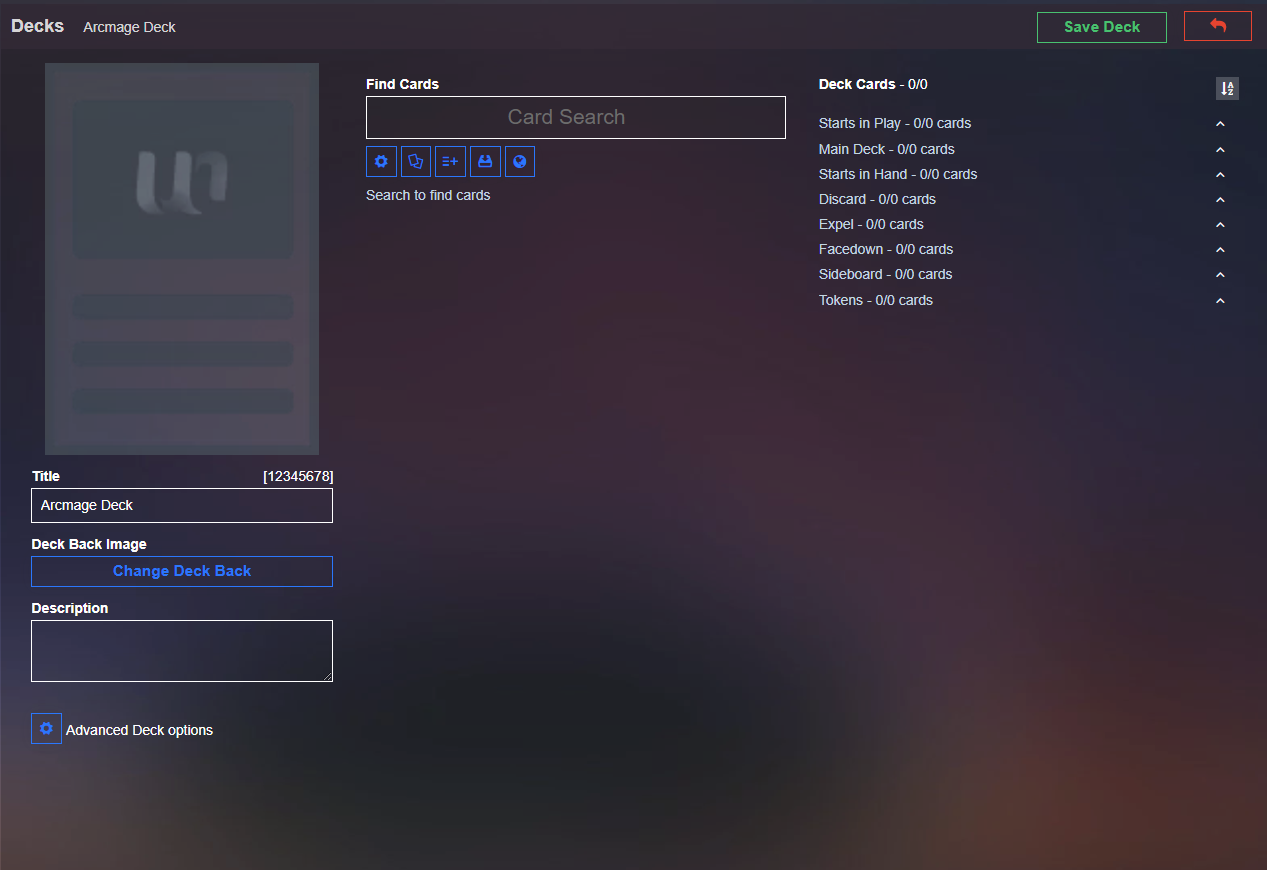 Decks Arcmage Deck Save Deck
Find Cards
Card Search
Search to find cards
Deck Cards - 0/0
Starts in Play - 0/0 cards
Main Deck - 0/0 cards
Starts in Hand - 0/0 cards
Discard - 0/0 cards
Expel - 0/0 cards
Facedown - 0/0 cards
Sideboard - 0/0 cards
Tokens - 0/0 cards
Title [12345678]
Arcmage Deck
Deck Back Image
Change Deck Back
Description
Advanced Deck options